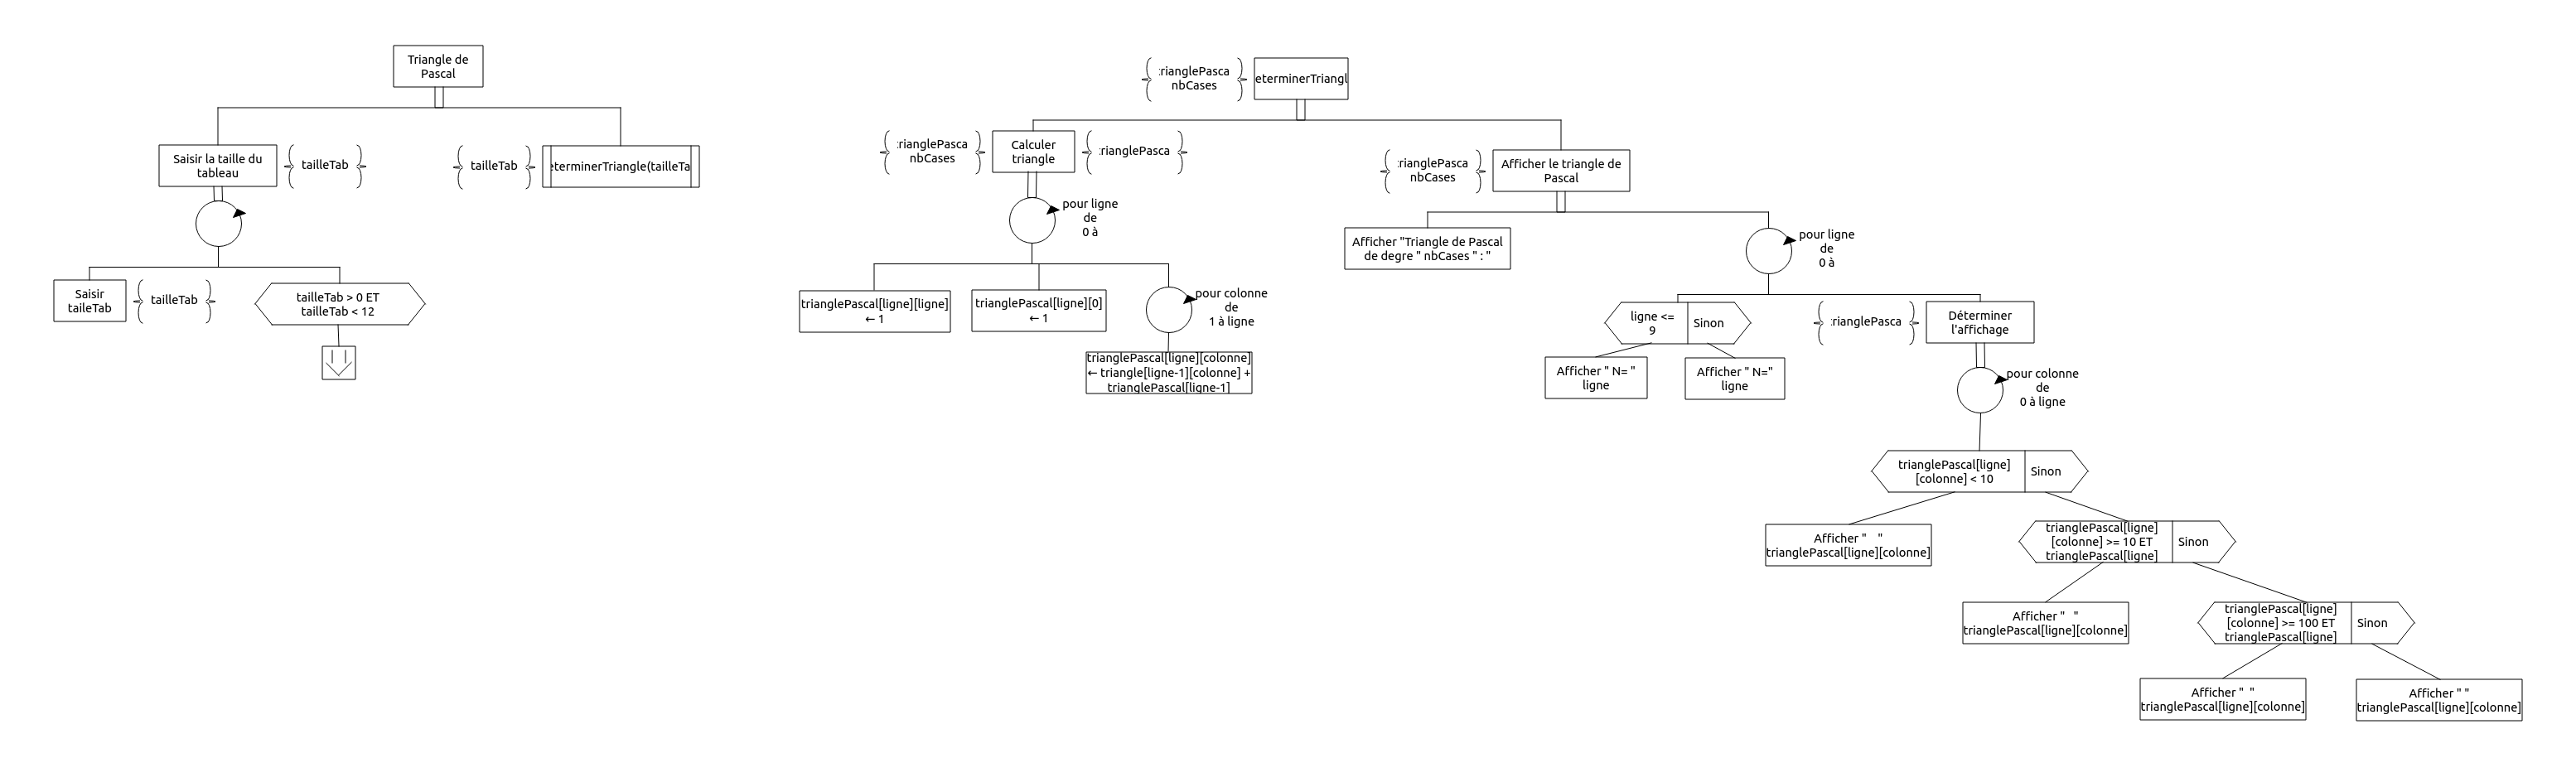 Triangle de
Pascal
Saisir la taille du
tableau
tailleTab
tailleTab
terminerTriangle(tailleTa
Saisir
taileTab
tailleTab
tailleTab > 0 ET
tailleTab < 12
rianglePasca
nbCases
eterminerTriangl
rianglePasca
nbCases
Calculer
triangle
rianglePasca
pour ligne
de
0 à
trianglePascal[ligne][ligne]
← 1
trianglePascal[ligne][0]
← 1
pour colonne
de
1 à ligne
trianglePascal[ligne][colonne]
← triangle[ligne-1][colonne] +
trianglePascal[ligne-1]
rianglePasca
nbCases
Afficher le triangle de
Pascal
Afficher "Triangle de Pascal
de degre " nbCases " : "
pour ligne
de
0 à
ligne <=
9
Sinon
Afficher " N= "
ligne
Afficher " N="
ligne
rianglePasca
Déterminer
l'affichage
pour colonne
de
0 à ligne
trianglePascal[ligne]
[colonne] < 10
Sinon
Afficher "    "
trianglePascal[ligne][colonne]
trianglePascal[ligne]
[colonne] >= 10 ET
trianglePascal[ligne]
Sinon
Afficher "   "
trianglePascal[ligne][colonne]
trianglePascal[ligne]
[colonne] >= 100 ET
trianglePascal[ligne]
Sinon
Afficher "  "
trianglePascal[ligne][colonne]
Afficher " "
trianglePascal[ligne][colonne]